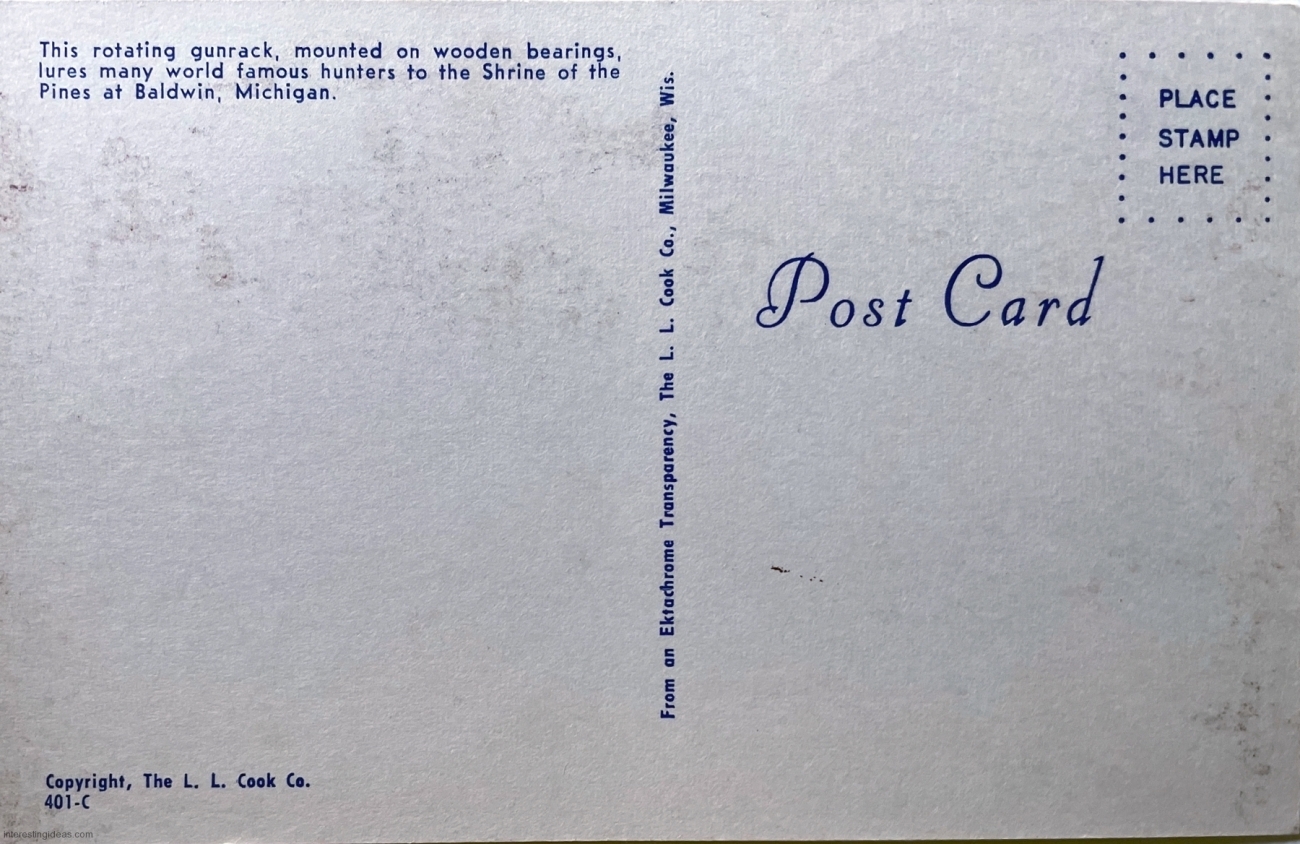 This rotating gunrack, mounted on wooden bearings,
lures many world famous hunters to the Shrine of the
Pines at Baldwin, Michigan.
Copyright, The L. L. Cook Co.
401-C
From an Ektachrome Transparency, The L. L. Cook Co., Milwaukee, Wis.
PLACE
STAMP
HERE
Post Card
interestingideas.com